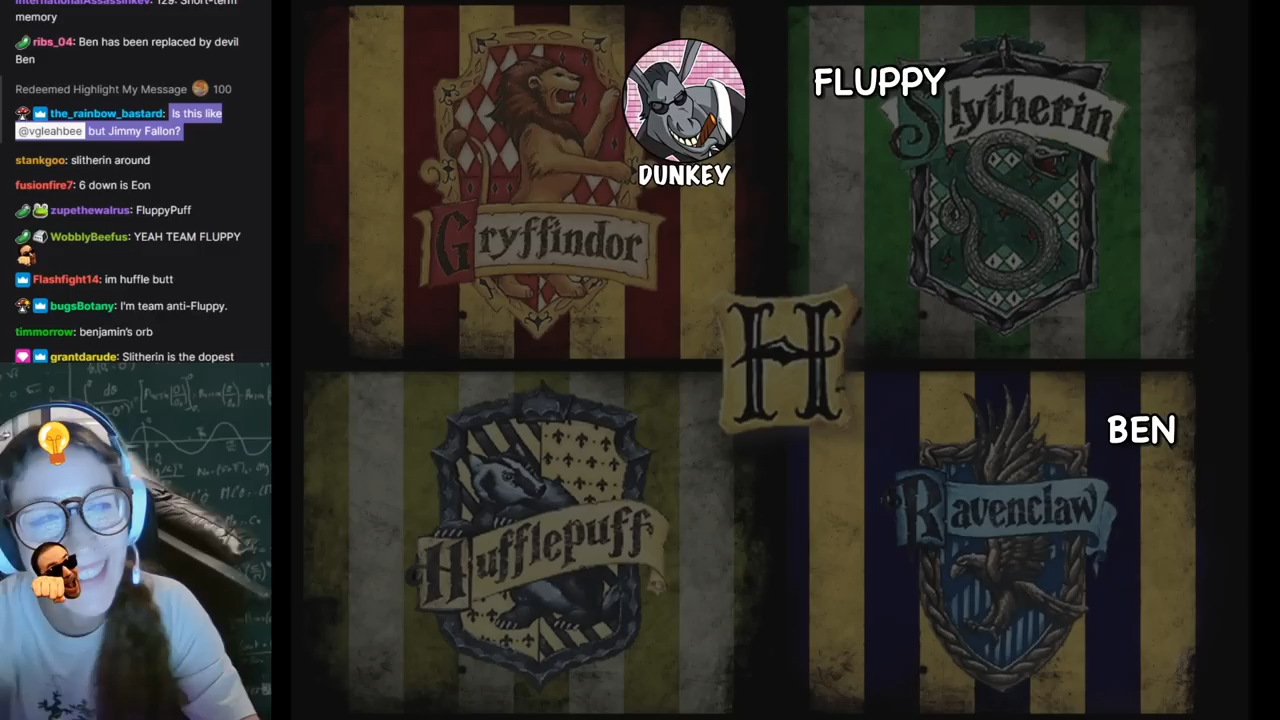 InternationalAssassinkev: 129: Short-term
memory
ribs_04: Ben has been replaced by devil
Ben
Redeemed Highlight My Message 100
the_rainbow_bastard: Is this like
@vgleahbee but Jimmy Fallon?
stankgoo: slitherin around
fusionfire7: 6 down is Eon
zupethewalrus: FluppyPuff
WobblyBeefus: YEAH TEAM FLUPPY
Flashfight14: im huffle butt
bugsBotany: I'm team anti-Fluppy.
timmorrow: benjamin's orb
grantdarude: Slitherin is the dopest
Gryffindor
DUNKEY
FLUPPY
Slytherin
H
Hufflepuff
BEN
Ravenclaw